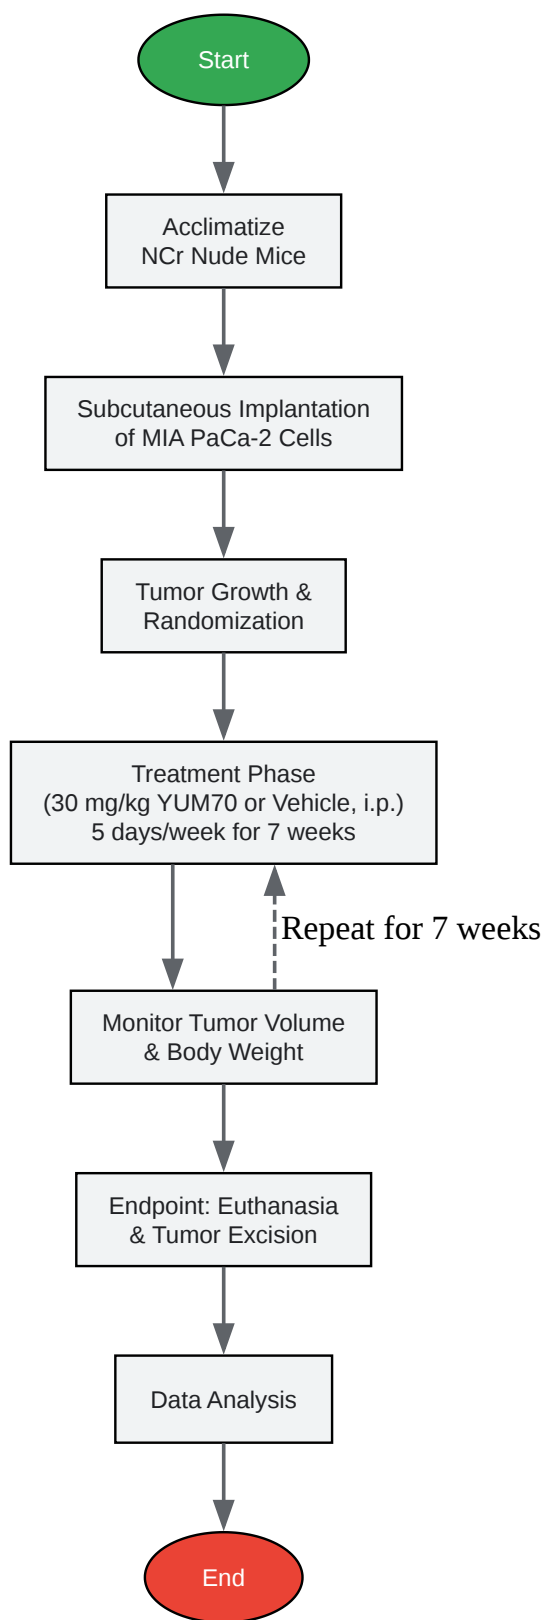 Start
Acclimatize
NCr Nude Mice
Subcutaneous Implantation
of MIA PaCa-2 Cells
Tumor Growth &
Randomization
Treatment Phase
(30 mg/kg YUM70 or Vehicle, i.p.)
5 days/week for 7 weeks
Repeat for 7 weeks
Monitor Tumor Volume
& Body Weight
Endpoint: Euthanasia
& Tumor Excision
Data Analysis
End